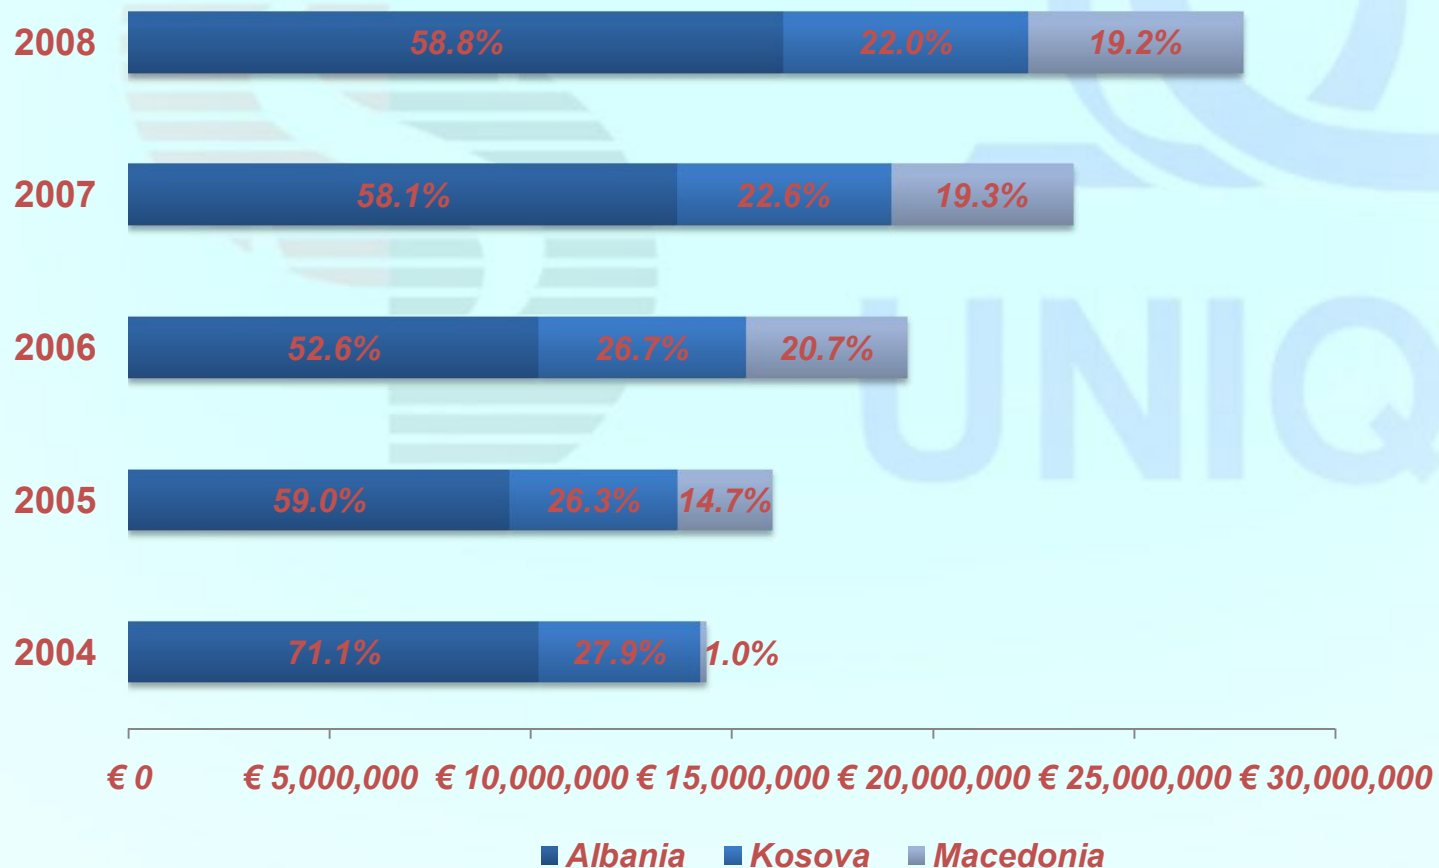 2008 58.8% 22.0% 19.2%
2007 58.1% 22.6% 19.3%
2006 52.6% 26.7% 20.7%
UNIQ
2005 59.0% 26.3% 14.7%
2004 71.1% 27.9% 1.0%
€ 0 € 5,000,000 € 10,000,000 € 15,000,000 € 20,000,000 € 25,000,000 € 30,000,000
Albania Kosova Macedonia